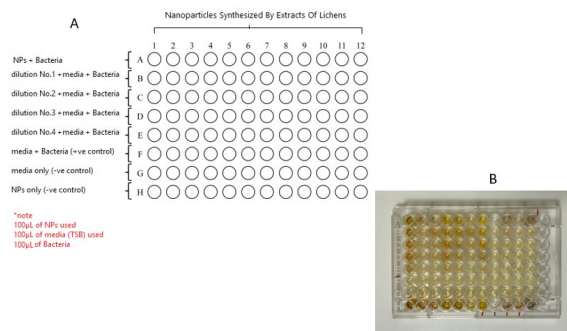 Nanoparticles Synthesized By Extracts Of Lichens
A
1 2 3 4 5 6 7 8 9 10 11 12
NPs + Bacteria A
dilution No.1 +media + Bacteria B
dilution No.2 +media + Bacteria C
dilution No.3 +media + Bacteria D
dilution No.4 +media + Bacteria E
media + Bacteria (+ve control) F
media only (-ve control) G
NPs only (-ve control) H
*note
100µL of NPs used
100µL of media (TSB) used
100µL of Bacteria
B